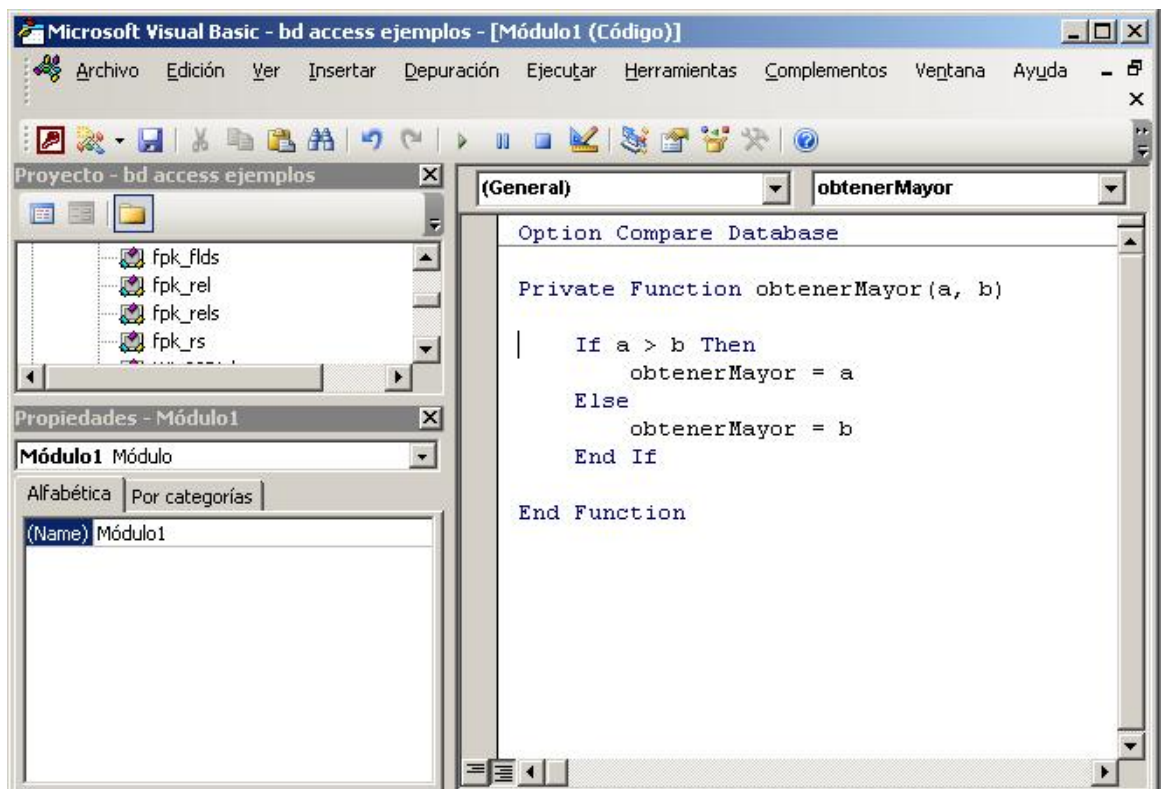 Microsoft Visual Basic - bd access ejemplos - [Módulo1 (Código)]
Archivo Edición Ver Insertar Depuración Ejecutar Herramientas Complementos Ventana Ayuda
Proyecto - bd access ejemplos
fpk_flds
fpk_rel
fpk_rels
fpk_rs
Propiedades - Módulo1
Módulo1 Módulo
Alfabética Por categorías
(Name) Módulo1
(General) obtenerMayor
Option Compare Database
Private Function obtenerMayor(a, b)
If a > b Then
obtenerMayor = a
Else
obtenerMayor = b
End If
End Function